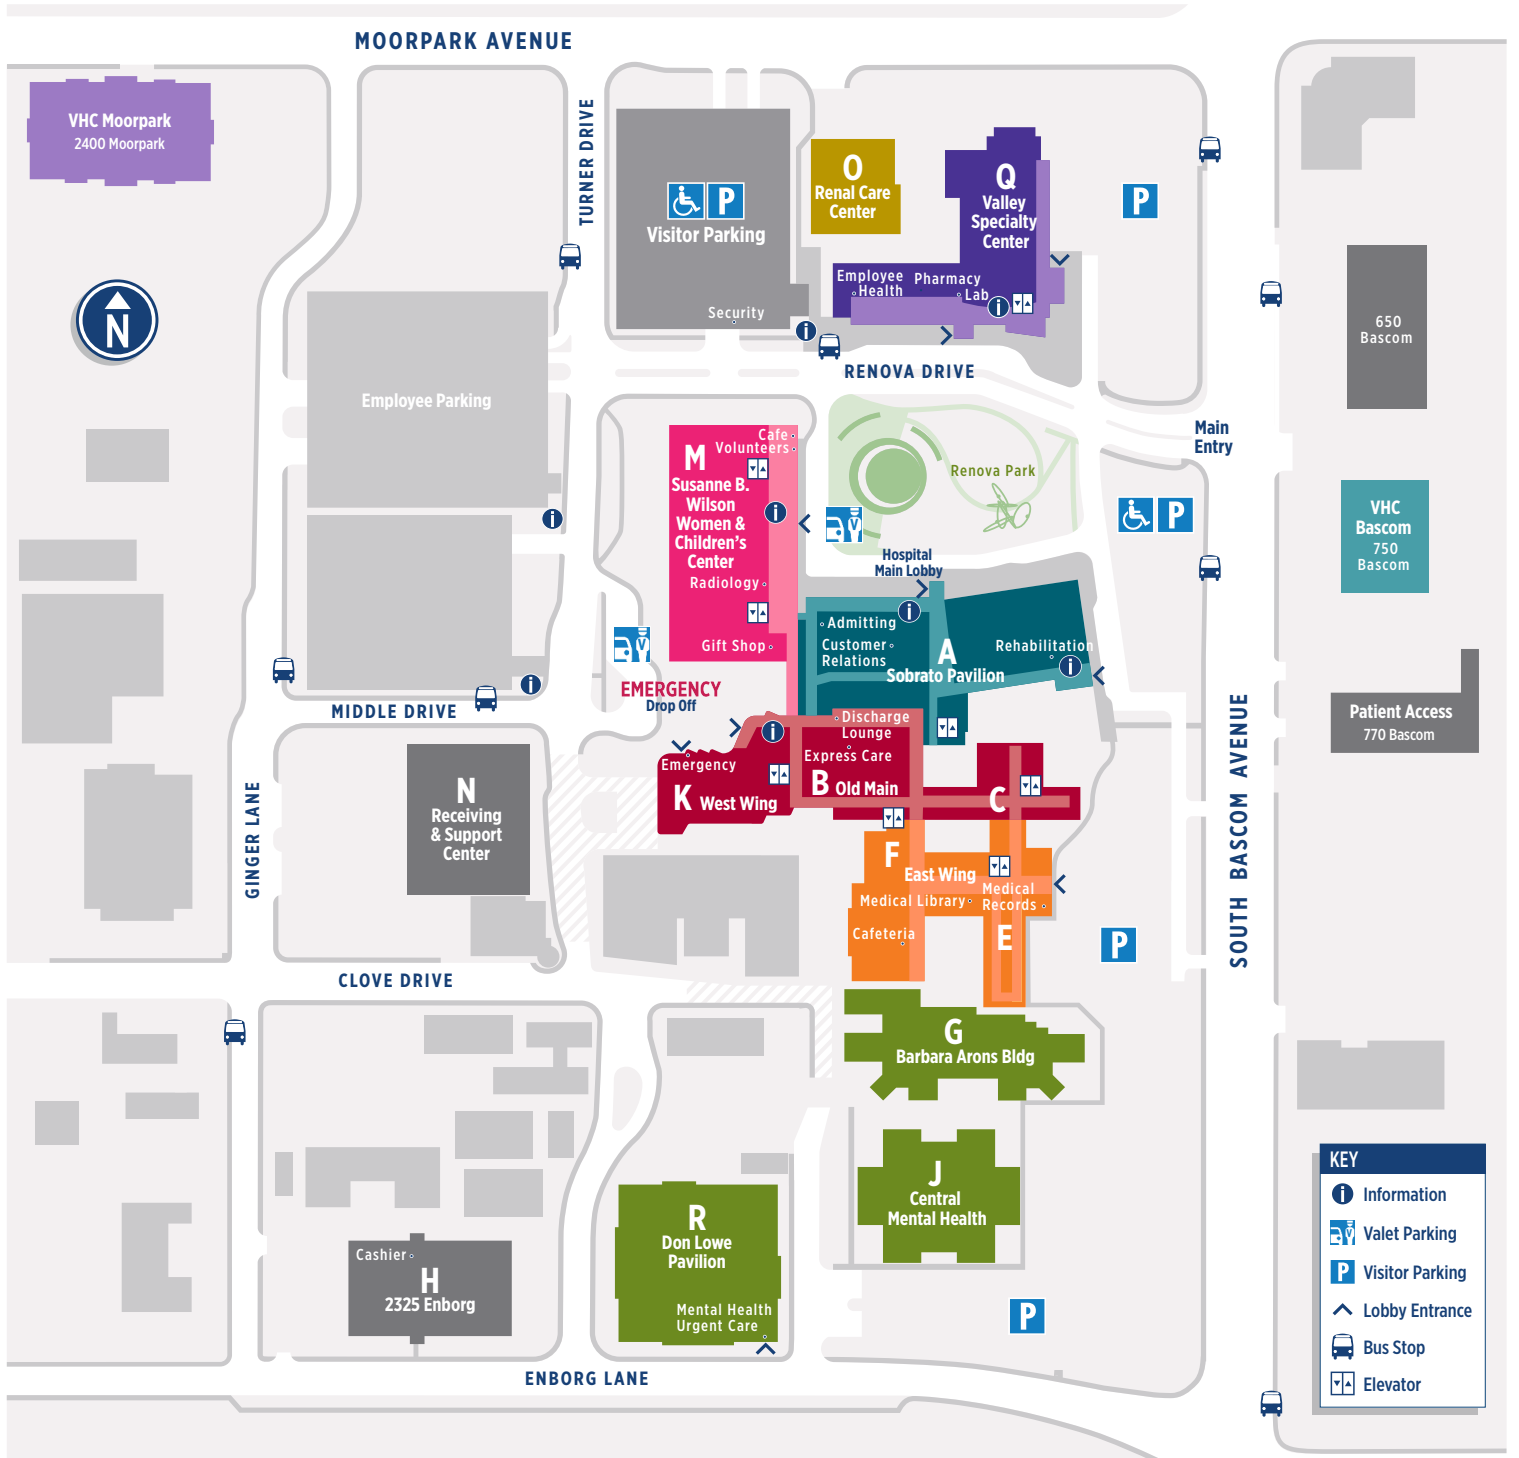 MOORPARK AVENUE
VHC Moorpark
2400 Moorpark
TURNER DRIVE
P
Visitor Parking
Security
O
Renal Care
Center
Q
Valley
Specialty
Center
Employee
Health
Pharmacy
Lab
i
P
i
N
650
Bascom
RENOVA DRIVE
Employee Parking
Main
Entry
Cafe
Volunteers
M
Susanne B.
Wilson
Women &
Children's
Center
Radiology
Gift Shop
i
V
Renova Park
P
VHC
Bascom
750
Bascom
i
Hospital
Main Lobby
i
Admitting
Customer
Relations
A
Sobrato Pavilion
Rehabilitation
i
V
EMERGENCY
Drop Off
i
MIDDLE DRIVE
Patient Access
770 Bascom
i
Discharge
Lounge
Express Care
Emergency
K West Wing
B Old Main
C
N
Receiving
& Support
Center
GINGER LANE
SOUTH BASCOM AVENUE
F
East Wing
Medical Library
Medical
Records
Cafeteria
E
P
CLOVE DRIVE
G
Barbara Arons Bldg
J
Central
Mental Health
R
Don Lowe
Pavilion
Mental Health
Urgent Care
Cashier
H
2325 Enborg
P
ENBORG LANE
KEY
i Information
V Valet Parking
P Visitor Parking
Lobby Entrance
Bus Stop
Elevator